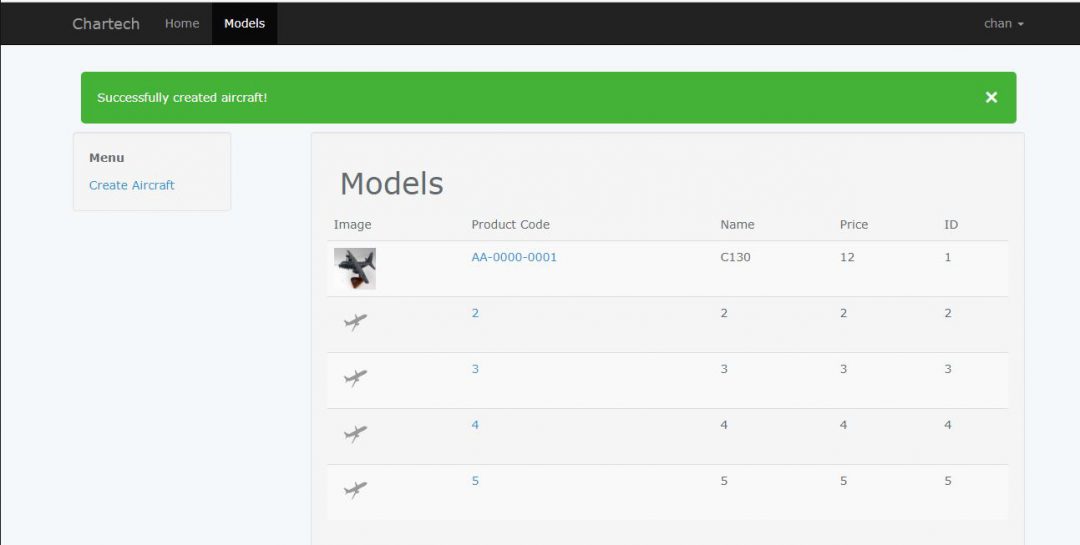 Chartech Home Models chan
Successfully created aircraft! ×
Menu
Create Aircraft
Models
Image Product Code Name Price ID
AA-0000-0001 C130 12 1
2 2 2 2
3 3 3 3
4 4 4 4
5 5 5 5